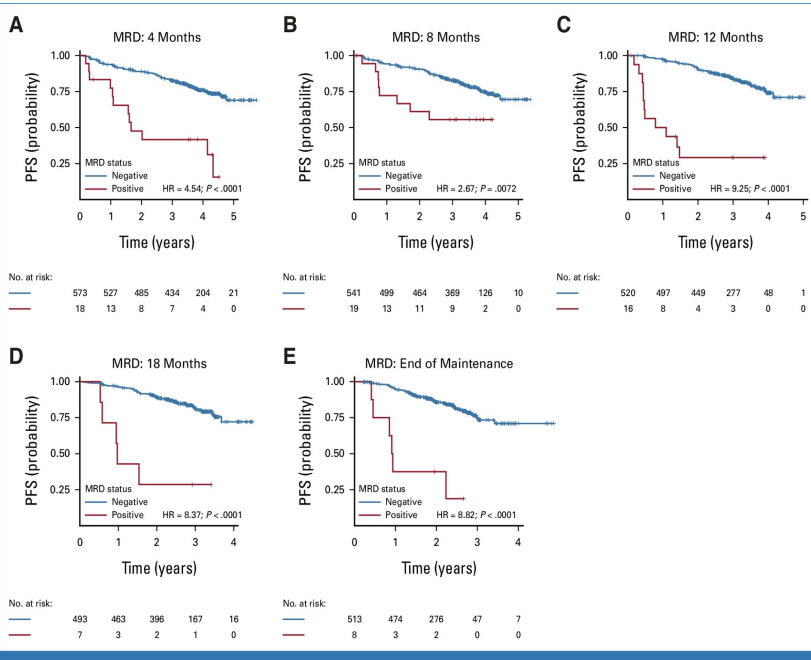 A
MRD: 4 Months
PFS (probability)
1.00
0.75
0.50
0.25
MRD status
Negative
Positive
HR = 4.54; P < .0001
0 1 2 3 4 5
Time (years)
No. at risk:
573 527 485 434 204 21
18 13 8 7 4 0
B
MRD: 8 Months
PFS (probability)
1.00
0.75
0.50
0.25
MRD status
Negative
Positive
HR = 2.67; P = .0072
0 1 2 3 4 5
Time (years)
No. at risk:
541 499 464 369 126 10
19 13 11 9 2 0
C
MRD: 12 Months
PFS (probability)
1.00
0.75
0.50
0.25
MRD status
Negative
Positive
HR = 9.25; P < .0001
0 1 2 3 4 5
Time (years)
No. at risk:
520 497 449 277 48 1
16 8 4 3 0 0
D
MRD: 18 Months
PFS (probability)
1.00
0.75
0.50
0.25
MRD status
Negative
Positive
HR = 8.37; P < .0001
0 1 2 3 4
Time (years)
No. at risk:
493 463 396 167 16
7 3 2 1 0
E
MRD: End of Maintenance
PFS (probability)
1.00
0.75
0.50
0.25
MRD status
Negative
Positive
HR = 8.82; P < .0001
0 1 2 3 4
Time (years)
No. at risk:
513 474 276 47 7
8 3 2 0 0